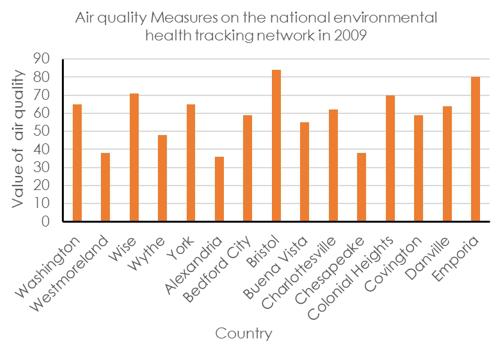 Air quality Measures on the national environmental
health tracking network in 2009
Value of air quality
90
80
70
60
50
40
30
20
10
0
Washington
Westmoreland
Wise
Wythe
York
Alexandria
Bedford City
Bristol
Buena Vista
Charlottesville
Chesapeake
Colonial Heights
Covington
Danville
Emporia
Country